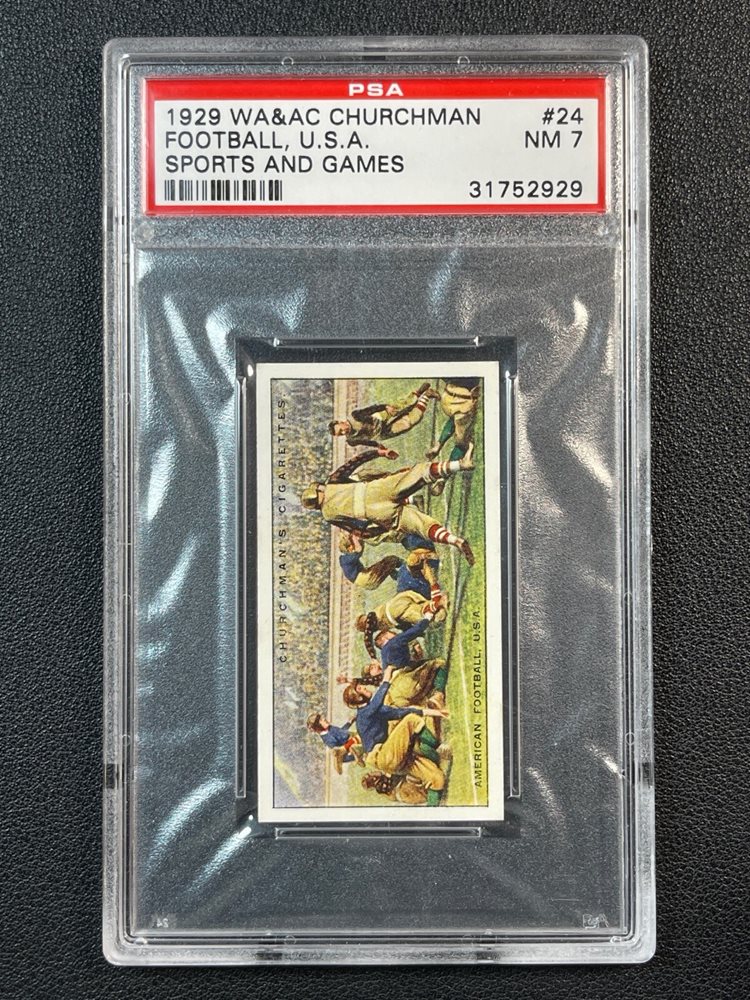 PSA
1929 WA&AC CHURCHMAN #24
FOOTBALL, U.S.A. NM 7
SPORTS AND GAMES
31752929
CHURCHMAN'S CIGARETTES
AMERICAN FOOTBALL, U.S.A.